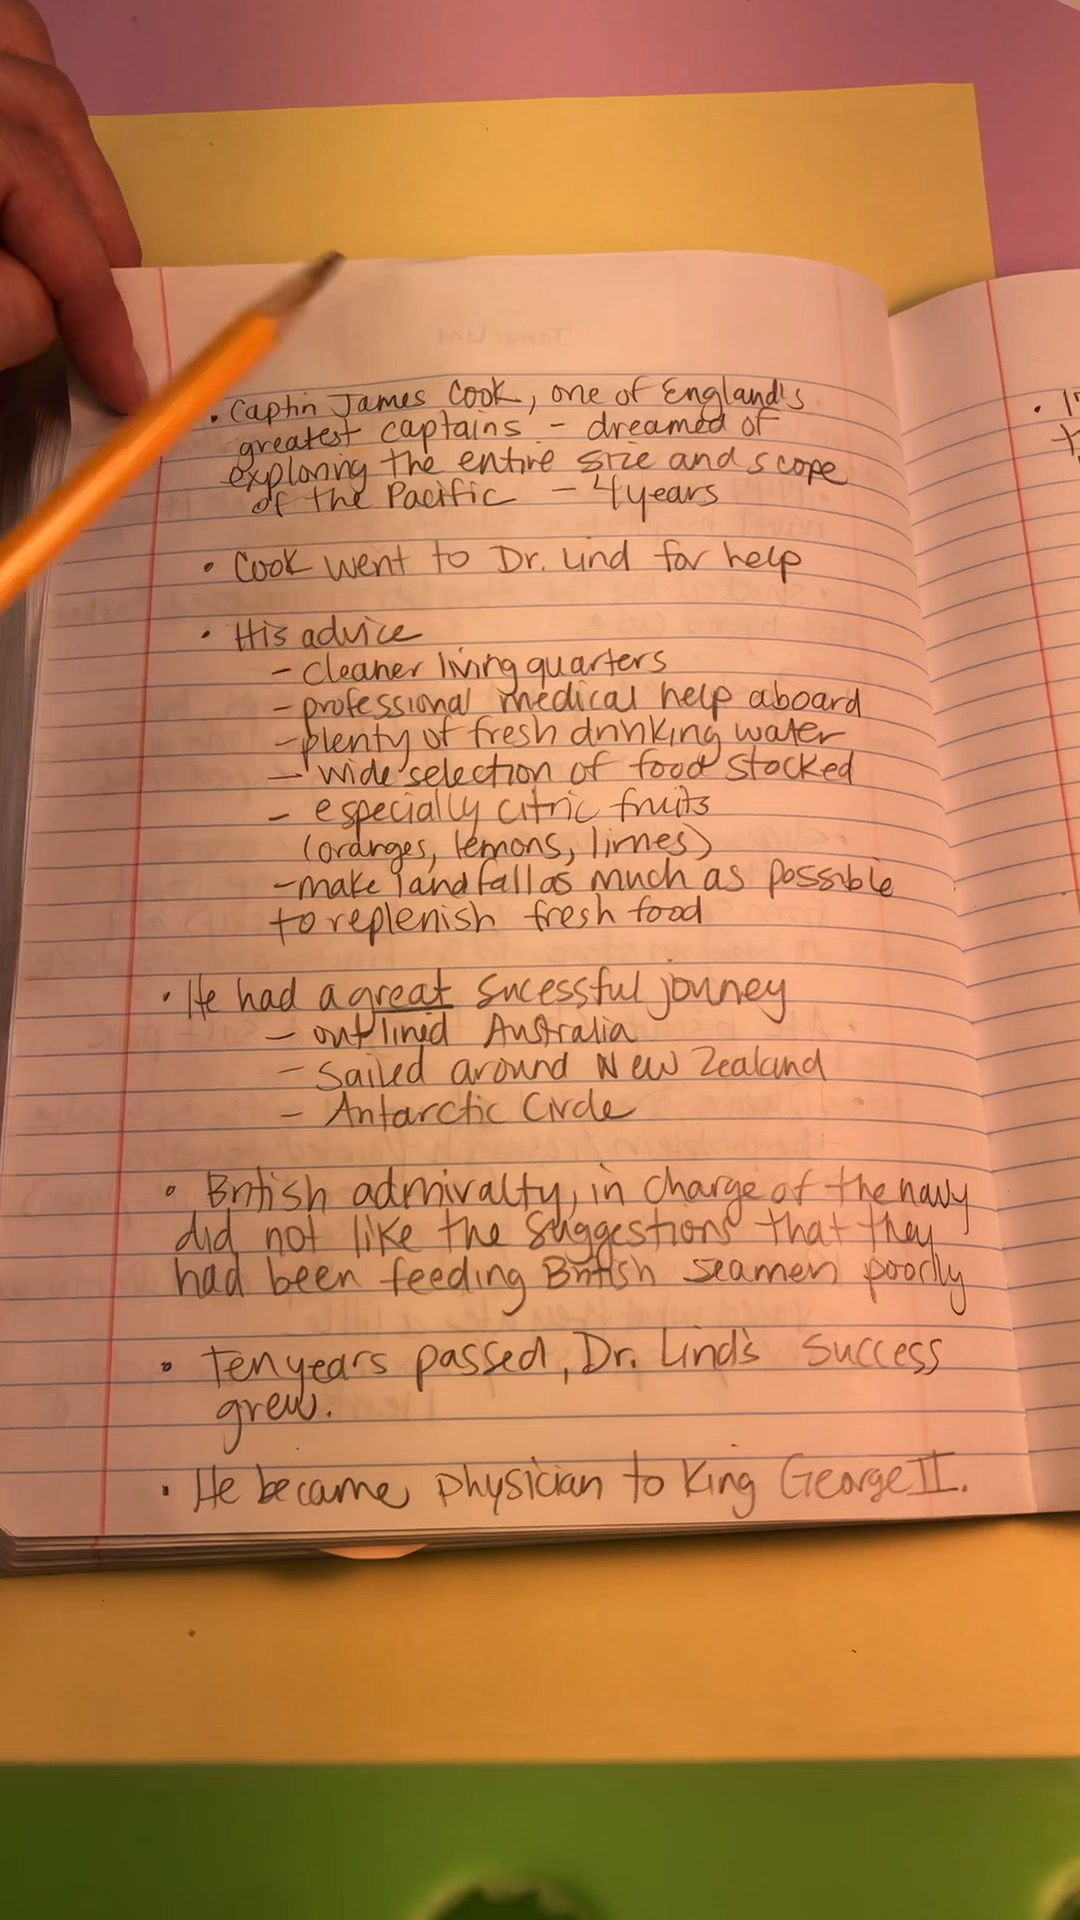 • Captin James Cook, one of England's
greatest captains - dreamed of
exploring the entire size and scope
of the Pacific - 4 years
• Cook went to Dr. Lind for help
• His advice
- cleaner living quarters
- professional medical help aboard
- plenty of fresh drinking water
- wide selection of food stocked
- especially citric fruits
(oranges, lemons, limes)
- make landfall as much as possible
to replenish fresh food
• He had a great sucessful jouney
- outlined Australia
- Sailed around New Zealand
- Antarctic Circle
• British admiralty, in charge of the navy
did not like the suggestions that they
had been feeding British seamen poorly
• Ten years passed, Dr. Lind's success
grew.
• He became physician to King George II.